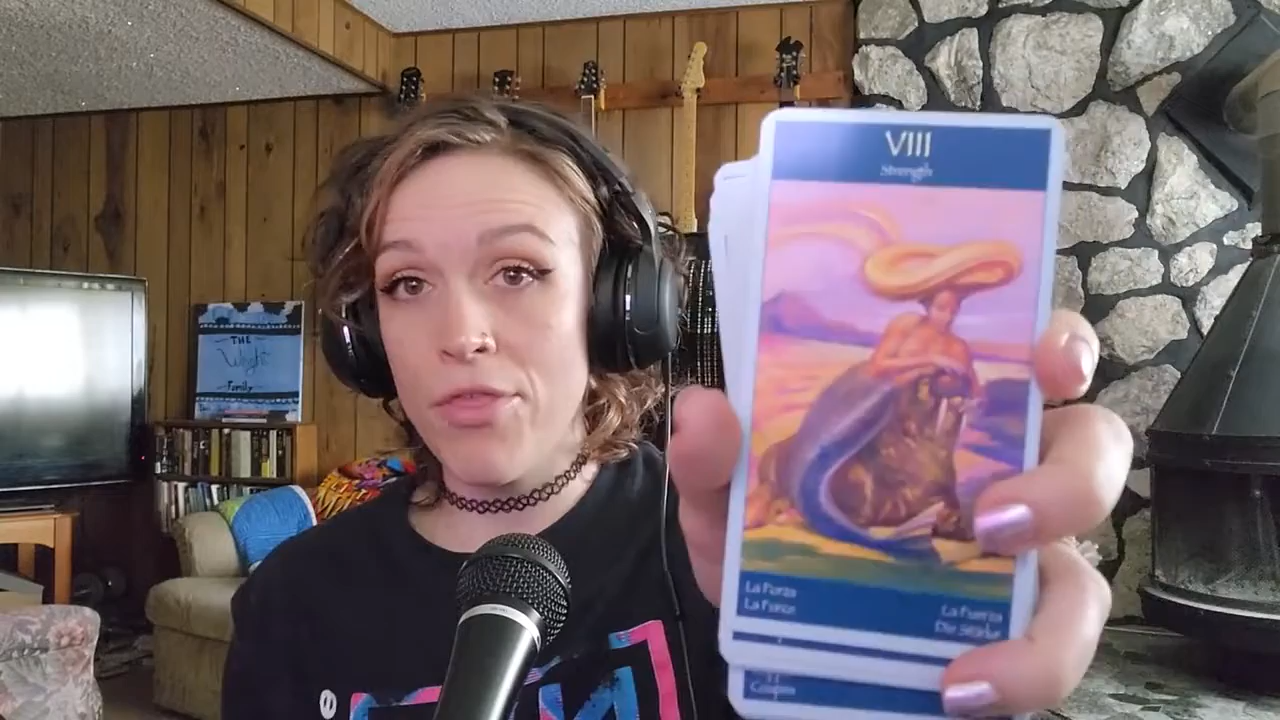 VIII
Strength
THE
Wright
Family
La Forza
La Force
La Fuerza
Die Stärke